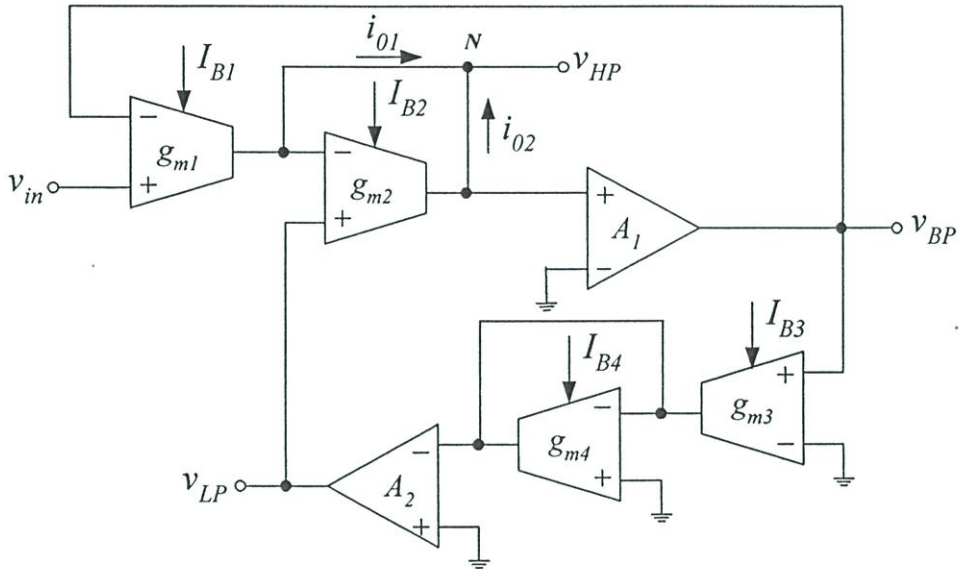 i01
N
IB1
vHP
IB2
i02
−
gm1
+
vin
−
gm2
+
+
A1
−
vBP
IB3
IB4
+
gm3
−
−
gm4
+
−
A2
+
vLP